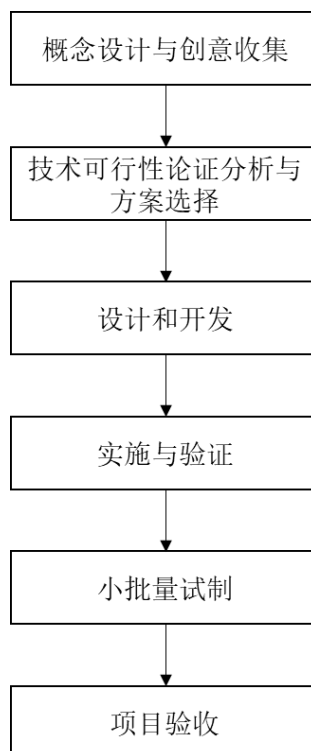 概念设计与创意收集
技术可行性论证分析与
方案选择
设计和开发
实施与验证
小批量试制
项目验收